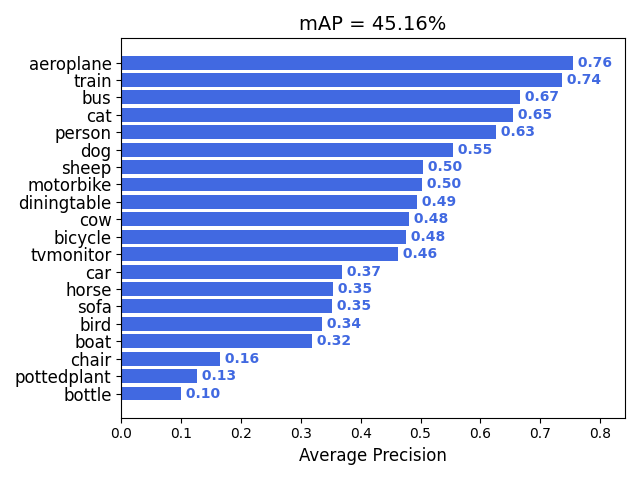 mAP = 45.16%
aeroplane 0.76
train 0.74
bus 0.67
cat 0.65
person 0.63
dog 0.55
sheep 0.50
motorbike 0.50
diningtable 0.49
cow 0.48
bicycle 0.48
tvmonitor 0.46
car 0.37
horse 0.35
sofa 0.35
bird 0.34
boat 0.32
chair 0.16
pottedplant 0.13
bottle 0.10
0.0 0.1 0.2 0.3 0.4 0.5 0.6 0.7 0.8
Average Precision